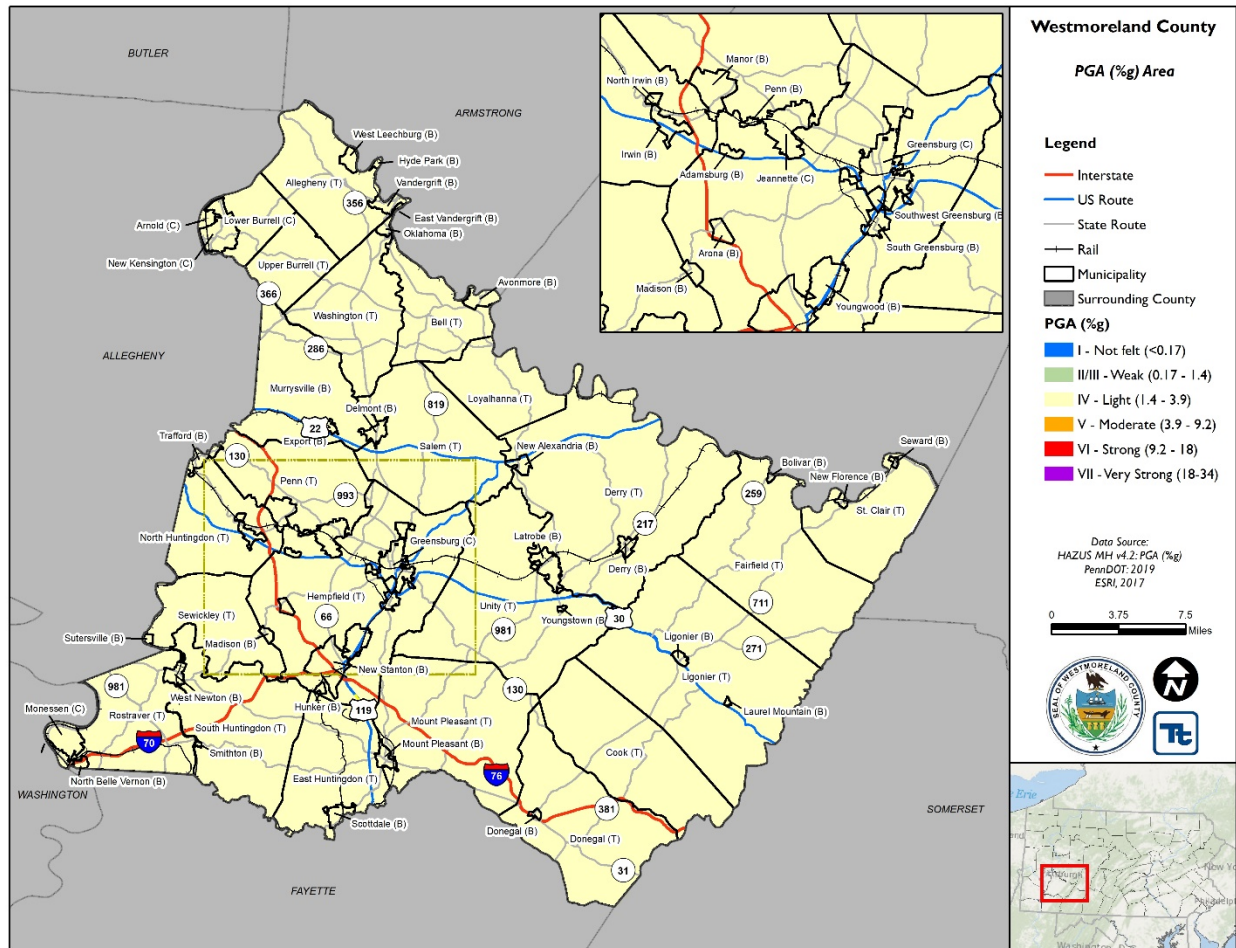 Westmoreland County
PGA (%g) Area
Legend
Interstate
US Route
State Route
Rail
Municipality
Surrounding County
PGA (%g)
I - Not felt (<0.17)
II/III - Weak (0.17 - 1.4)
IV - Light (1.4 - 3.9)
V - Moderate (3.9 - 9.2)
VI - Strong (9.2 - 18)
VII - Very Strong (18-34)
Data Source:
HAZUS MH v4.2: PGA (%g)
PennDOT: 2019
ESRI, 2017
0 3.75 7.5
Miles
SEAL OF WESTMORELAND COUNTY
N
Tt
BUTLER
ARMSTRONG
ALLEGHENY
WASHINGTON
FAYETTE
SOMERSET
West Leechburg (B)
Hyde Park (B)
Allegheny (T)
Vandergrift (B)
356
East Vandergrift (B)
Oklahoma (B)
Arnold (C)
Lower Burrell (C)
New Kensington (C)
Upper Burrell (T)
366
Avonmore (B)
Washington (T)
Bell (T)
286
Murrysville (B)
Delmont (B)
819
Loyalhanna (T)
22
Trafford (B)
Export (B)
Salem (T)
New Alexandria (B)
130
Penn (T)
993
Derry (T)
217
259
Bolivar (B)
Seward (B)
New Florence (B)
St. Clair (T)
North Huntingdon (T)
Greensburg (C)
Latrobe (B)
Derry (B)
Fairfield (T)
Hempfield (T)
66
Unity (T)
981
Youngstown (B)
30
711
Sewickley (T)
Sutersville (B)
Madison (B)
New Stanton (B)
Ligonier (B)
271
Ligonier (T)
981
West Newton (B)
Hunker (B)
119
130
Laurel Mountain (B)
Monessen (C)
Rostraver (T)
South Huntingdon (T)
Mount Pleasant (T)
70
Smithton (B)
Mount Pleasant (B)
Cook (T)
North Belle Vernon (B)
East Huntingdon (T)
76
381
Scottdale (B)
Donegal (B)
Donegal (T)
31
Manor (B)
North Irwin (B)
Penn (B)
Irwin (B)
Adamsburg (B)
Jeannette (C)
Greensburg (C)
Southwest Greensburg (B
South Greensburg (B)
Arona (B)
Madison (B)
Youngwood (B)
Erie
Pittsburgh
New Yo
Philadelph
Washington, D